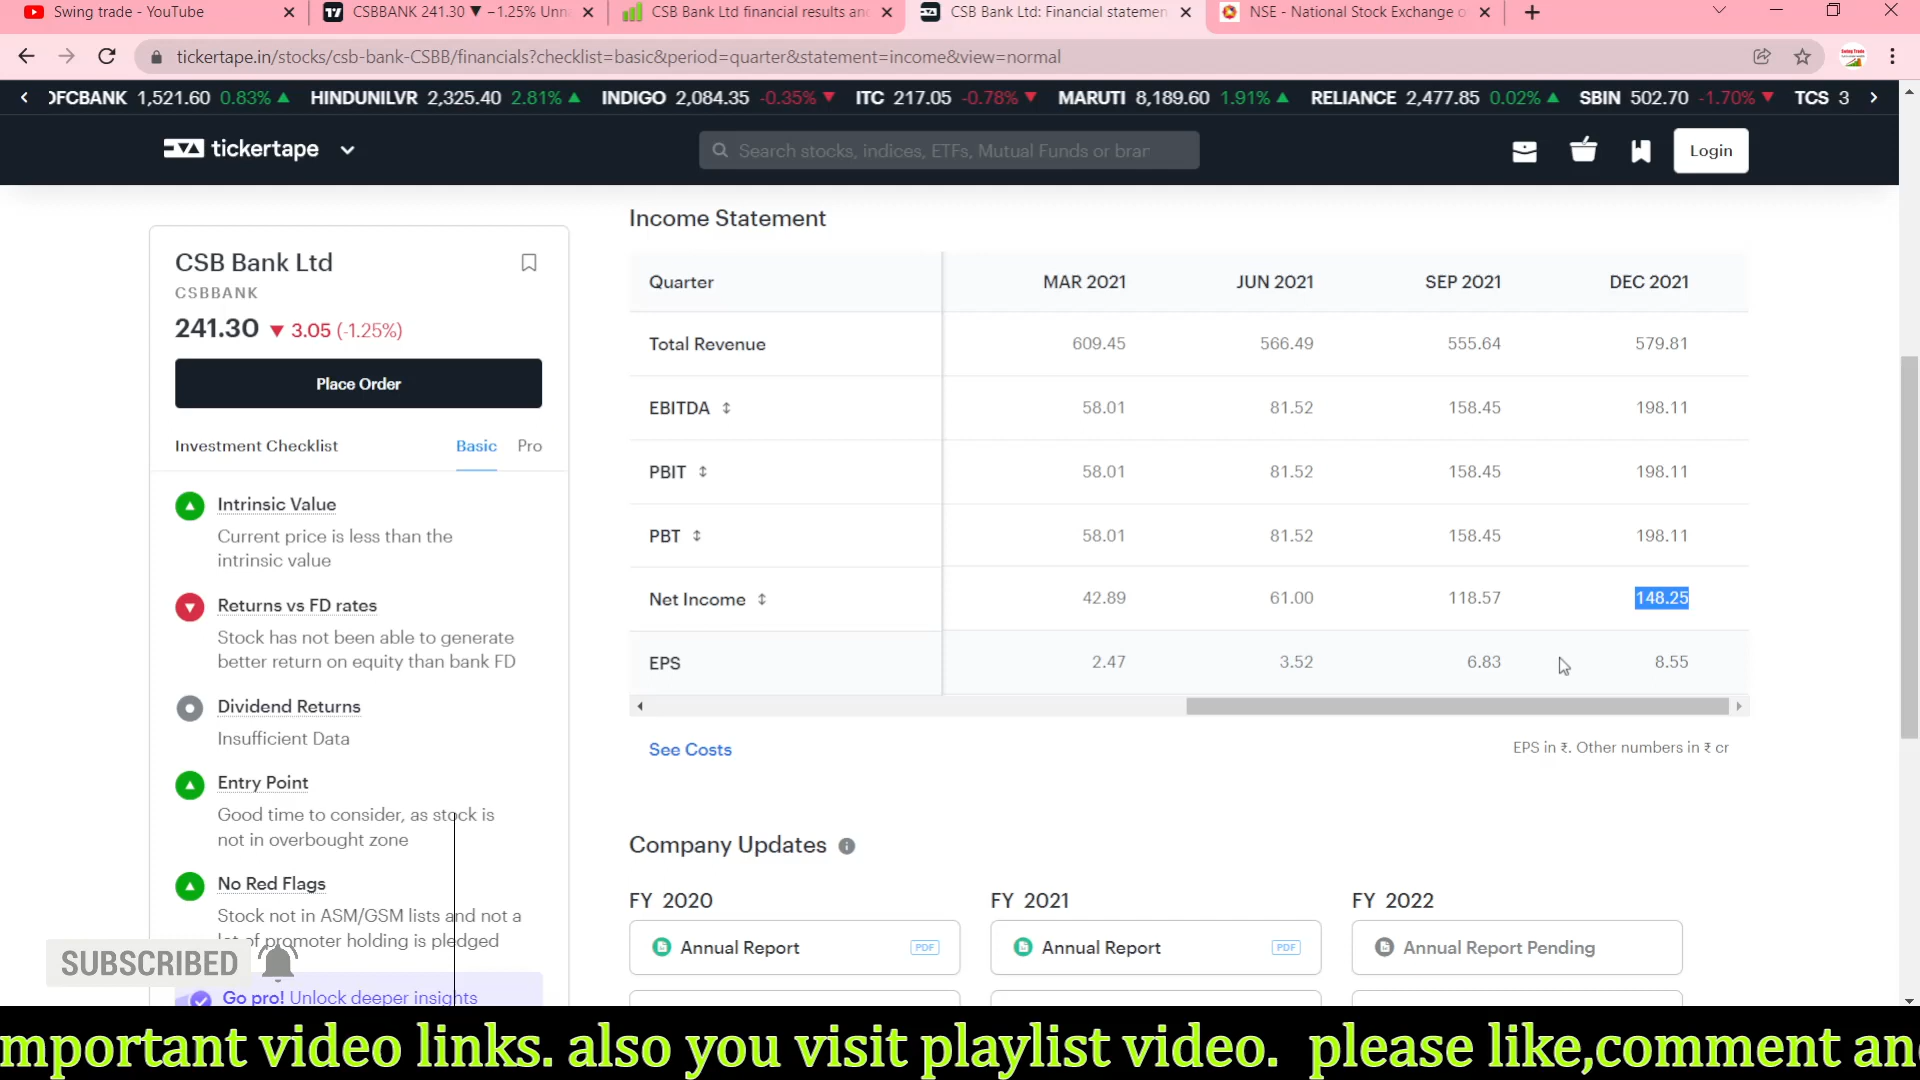 Swing trade - YouTube
CSBBANK 241.30 ▼ −1.25% Unna
CSB Bank Ltd financial results and
CSB Bank Ltd: Financial statemen
NSE - National Stock Exchange o
tickertape.in/stocks/csb-bank-CSBB/financials?checklist=basic&period=quarter&statement=income&view=normal
DFCBANK 1,521.60 0.83% ▲ HINDUNILVR 2,325.40 2.81% ▲ INDIGO 2,084.35 -0.35% ▼ ITC 217.05 -0.78% ▼ MARUTI 8,189.60 1.91% ▲ RELIANCE 2,477.85 0.02% ▲ SBIN 502.70 -1.70% ▼ TCS 3
tickertape
Search stocks, indices, ETFs, Mutual Funds or bran
Login
CSB Bank Ltd
CSBBANK
241.30 ▼ 3.05 (-1.25%)
Place Order
Investment Checklist Basic Pro
Intrinsic Value
Current price is less than the
intrinsic value
Returns vs FD rates
Stock has not been able to generate
better return on equity than bank FD
Dividend Returns
Insufficient Data
Entry Point
Good time to consider, as stock is
not in overbought zone
No Red Flags
Stock not in ASM/GSM lists and not a
lot of promoter holding is pledged
Go pro! Unlock deeper insights
Income Statement
Quarter MAR 2021 JUN 2021 SEP 2021 DEC 2021
Total Revenue 609.45 566.49 555.64 579.81
EBITDA 58.01 81.52 158.45 198.11
PBIT 58.01 81.52 158.45 198.11
PBT 58.01 81.52 158.45 198.11
Net Income 42.89 61.00 118.57 148.25
EPS 2.47 3.52 6.83 8.55
See Costs
EPS in ₹. Other numbers in ₹ cr
Company Updates
FY 2020 FY 2021 FY 2022
Annual Report PDF
Annual Report PDF
Annual Report Pending
SUBSCRIBED
mportant video links. also you visit playlist video. please like,comment an